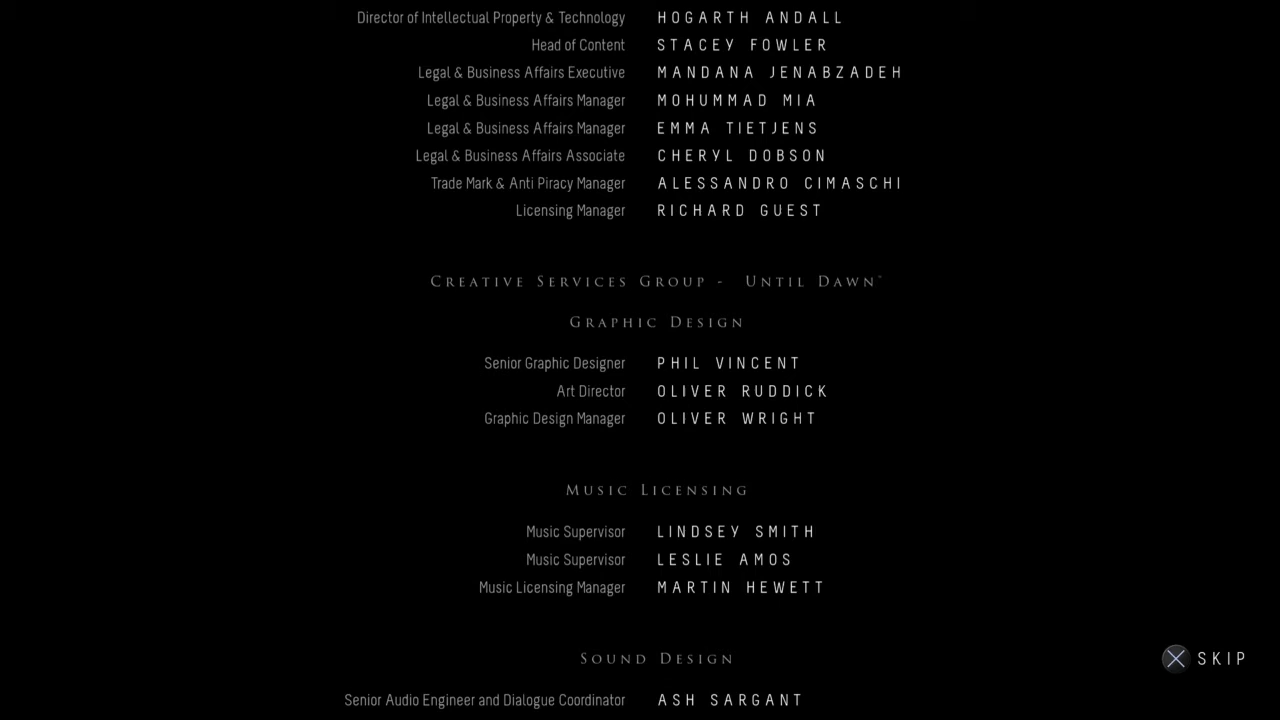 Director of Intellectual Property & Technology HOGARTH ANDALL
Head of Content STACEY FOWLER
Legal & Business Affairs Executive MANDANA JENABZADEH
Legal & Business Affairs Manager MOHUMMAD MIA
Legal & Business Affairs Manager EMMA TIETJENS
Legal & Business Affairs Associate CHERYL DOBSON
Trade Mark & Anti Piracy Manager ALESSANDRO CIMASCHI
Licensing Manager RICHARD GUEST
Creative Services Group - Until Dawn™
Graphic Design
Senior Graphic Designer PHIL VINCENT
Art Director OLIVER RUDDICK
Graphic Design Manager OLIVER WRIGHT
Music Licensing
Music Supervisor LINDSEY SMITH
Music Supervisor LESLIE AMOS
Music Licensing Manager MARTIN HEWETT
Sound Design
SKIP
Senior Audio Engineer and Dialogue Coordinator ASH SARGANT